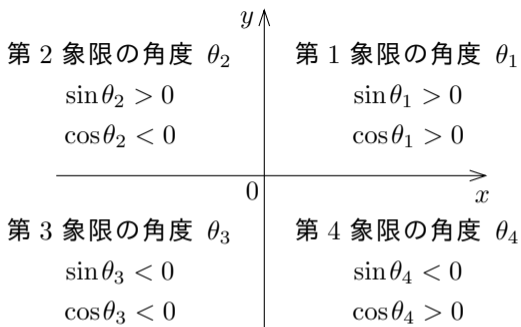 y
第 2 象限の角度 θ₂
sinθ₂ > 0
cosθ₂ < 0
第 1 象限の角度 θ₁
sinθ₁ > 0
cosθ₁ > 0
0
x
第 3 象限の角度 θ₃
sinθ₃ < 0
cosθ₃ < 0
第 4 象限の角度 θ₄
sinθ₄ < 0
cosθ₄ > 0